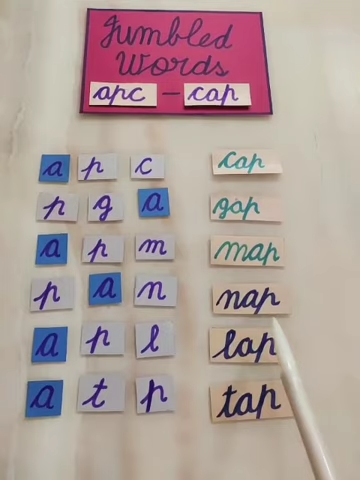 Jumbled
Words
apc - cap
a p c cap
p g a gap
a p m map
p a n nap
a p l lap
a t p tap